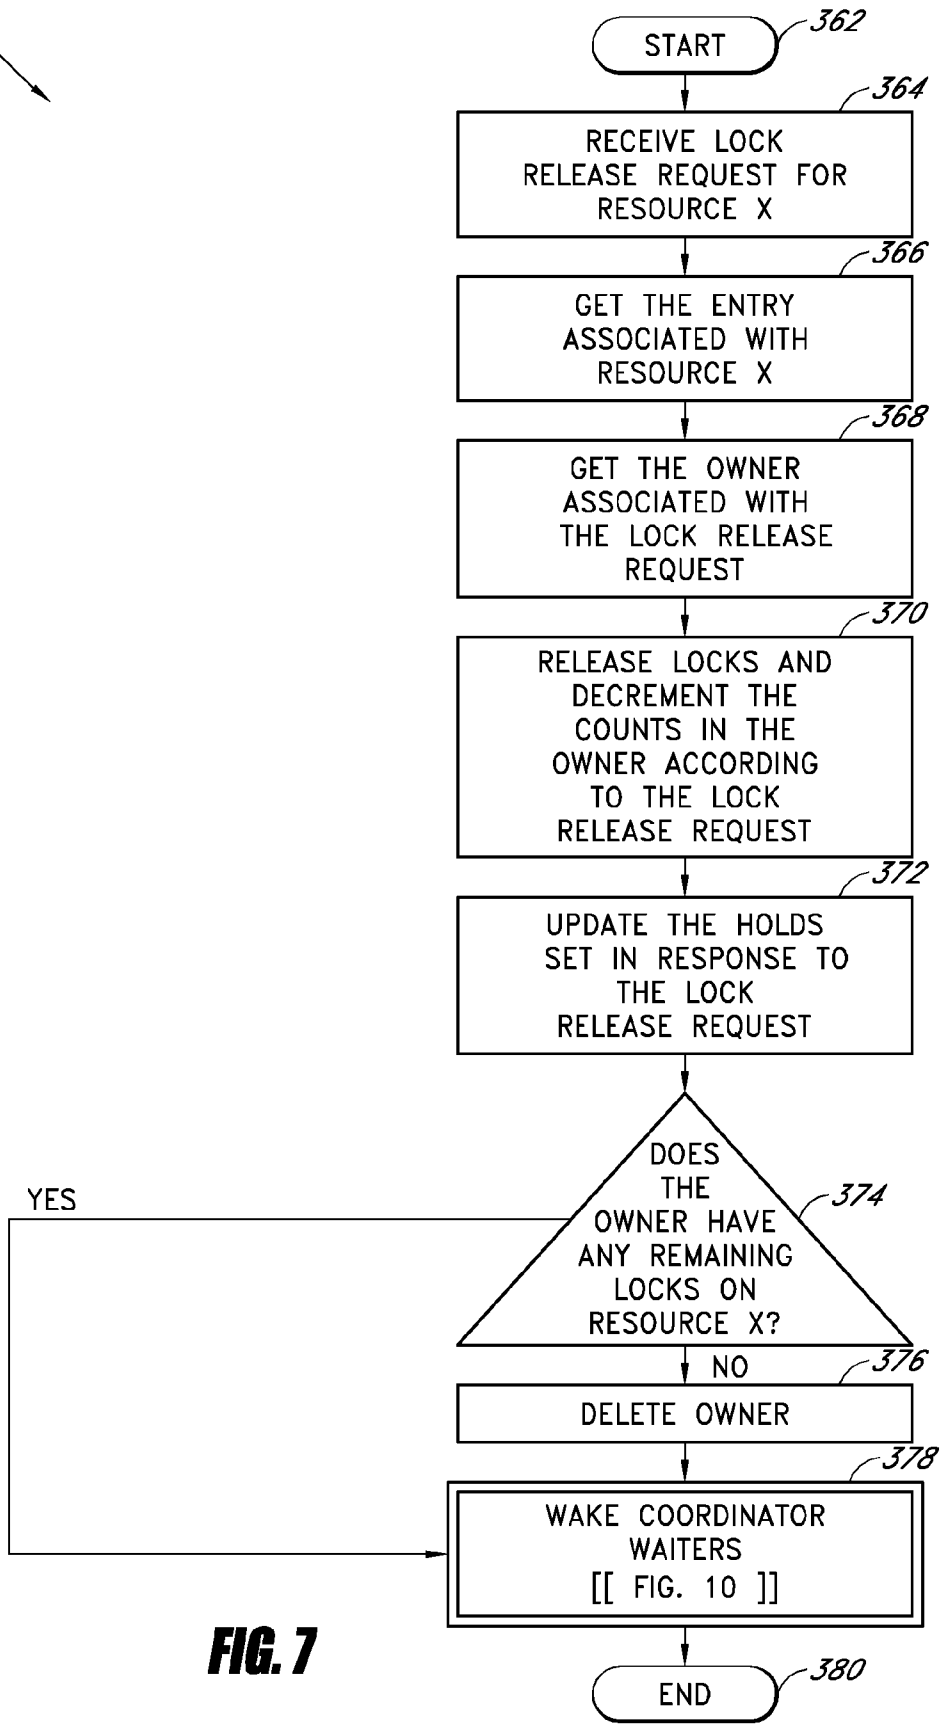 START
362
364
RECEIVE LOCK
RELEASE REQUEST FOR
RESOURCE X
366
GET THE ENTRY
ASSOCIATED WITH
RESOURCE X
368
GET THE OWNER
ASSOCIATED WITH
THE LOCK RELEASE
REQUEST
370
RELEASE LOCKS AND
DECREMENT THE
COUNTS IN THE
OWNER ACCORDING
TO THE LOCK
RELEASE REQUEST
372
UPDATE THE HOLDS
SET IN RESPONSE TO
THE LOCK
RELEASE REQUEST
374
DOES
THE
OWNER HAVE
ANY REMAINING
LOCKS ON
RESOURCE X?
YES
NO
376
DELETE OWNER
378
WAKE COORDINATOR
WAITERS
[[ FIG. 10 ]]
END
380
FIG. 7